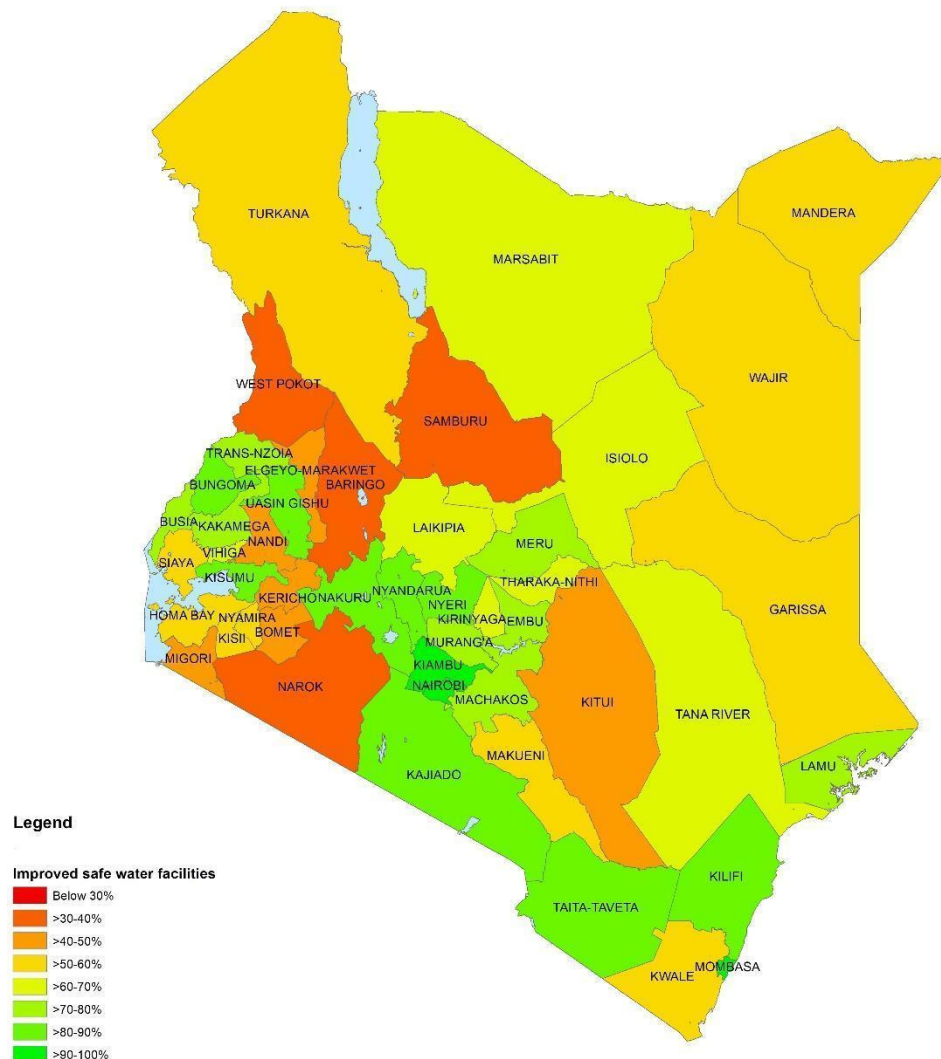 TURKANA
MANDERA
MARSABIT
WAJIR
WEST POKOT
SAMBURU
ISIOLO
TRANS-NZOIA
ELGEYO-MARAKWET
BUNGOMA
BARINGO
UASIN GISHU
BUSIA
KAKAMEGA
LAIKIPIA
NANDI
MERU
VIHIGA
SIAYA
KISUMU
THARAKA-NITHI
NYANDARUA
KERICHO
NAKURU
NYERI
GARISSA
HOMA BAY
NYAMIRA
KIRINYAGA
EMBU
KISII
BOMET
MURANG'A
MIGORI
KIAMBU
NAROK
NAIROBI
MACHAKOS
KITUI
TANA RIVER
MAKUENI
LAMU
KAJIADO
KILIFI
TAITA-TAVETA
MOMBASA
KWALE
Legend
Improved safe water facilities
Below 30%
>30-40%
>40-50%
>50-60%
>60-70%
>70-80%
>80-90%
>90-100%